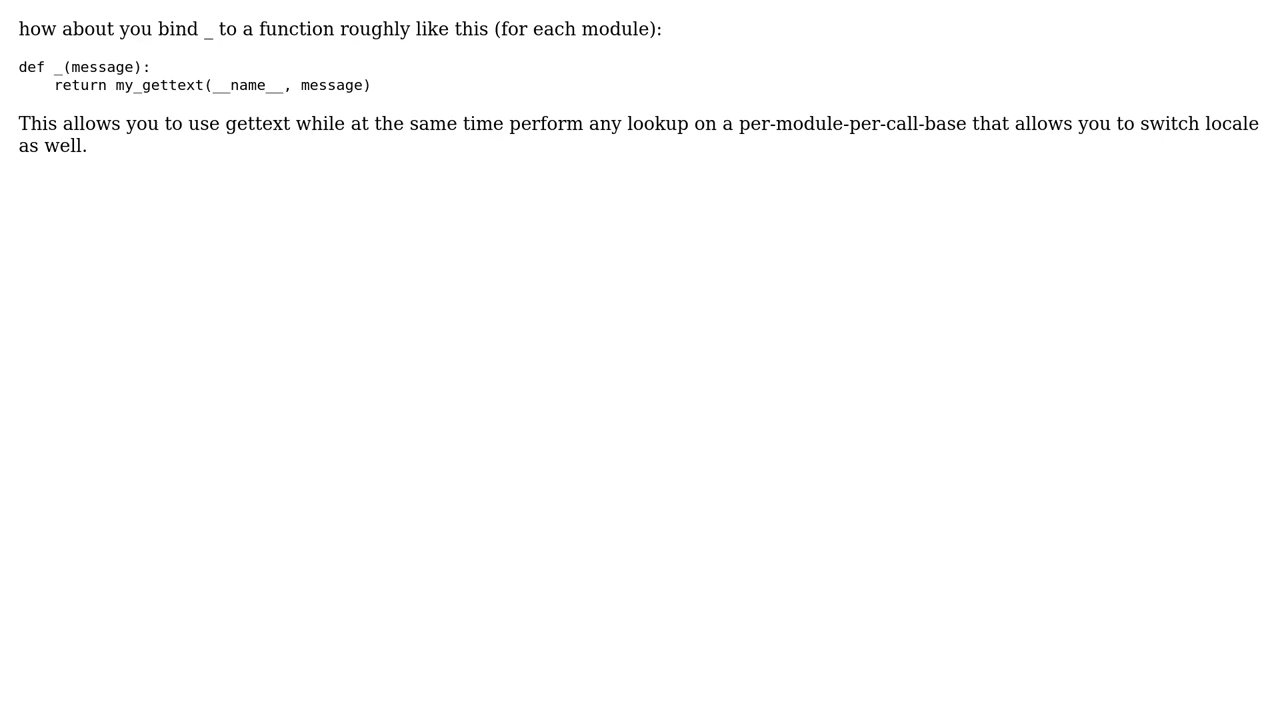 how about you bind _ to a function roughly like this (for each module):
def _(message):
    return my_gettext(__name__, message)
This allows you to use gettext while at the same time perform any lookup on a per-module-per-call-base that allows you to switch locale
as well.